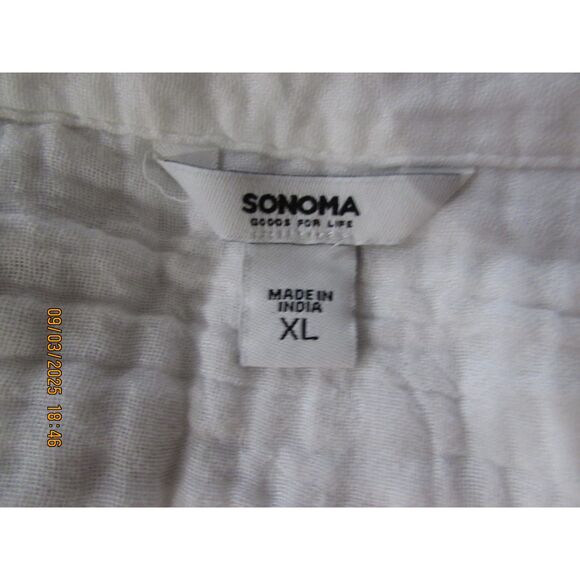 SONOMA
GOODS FOR LIFE
MADE IN
INDIA
XL
09/03/2025 18:46